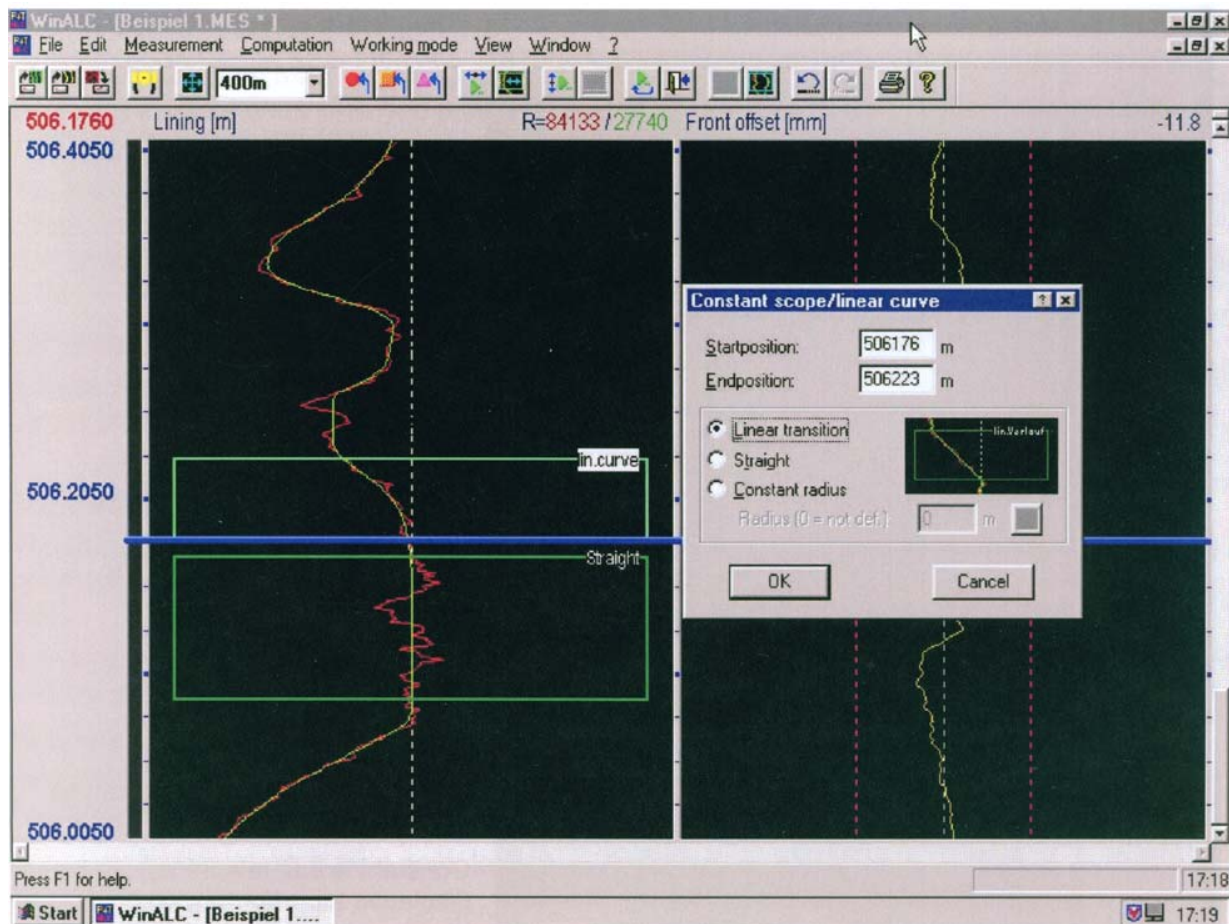 WinALC - [Beispiel 1.MES * ]
File Edit Measurement Computation Working mode View Window ?
400m
506.1760 Lining [m] R=84133 / 27740 Front offset [mm] -11.8
506.4050
506.2050
506.0050
lin.curve
Straight
Constant scope/linear curve
Startposition: 506176 m
Endposition: 506223 m
Linear transition
Straight
Constant radius
Radius (0 = not def.): 0 m
lin.Verlauf
OK Cancel
Press F1 for help. 17:18
Start WinALC - [Beispiel 1.... 17:19